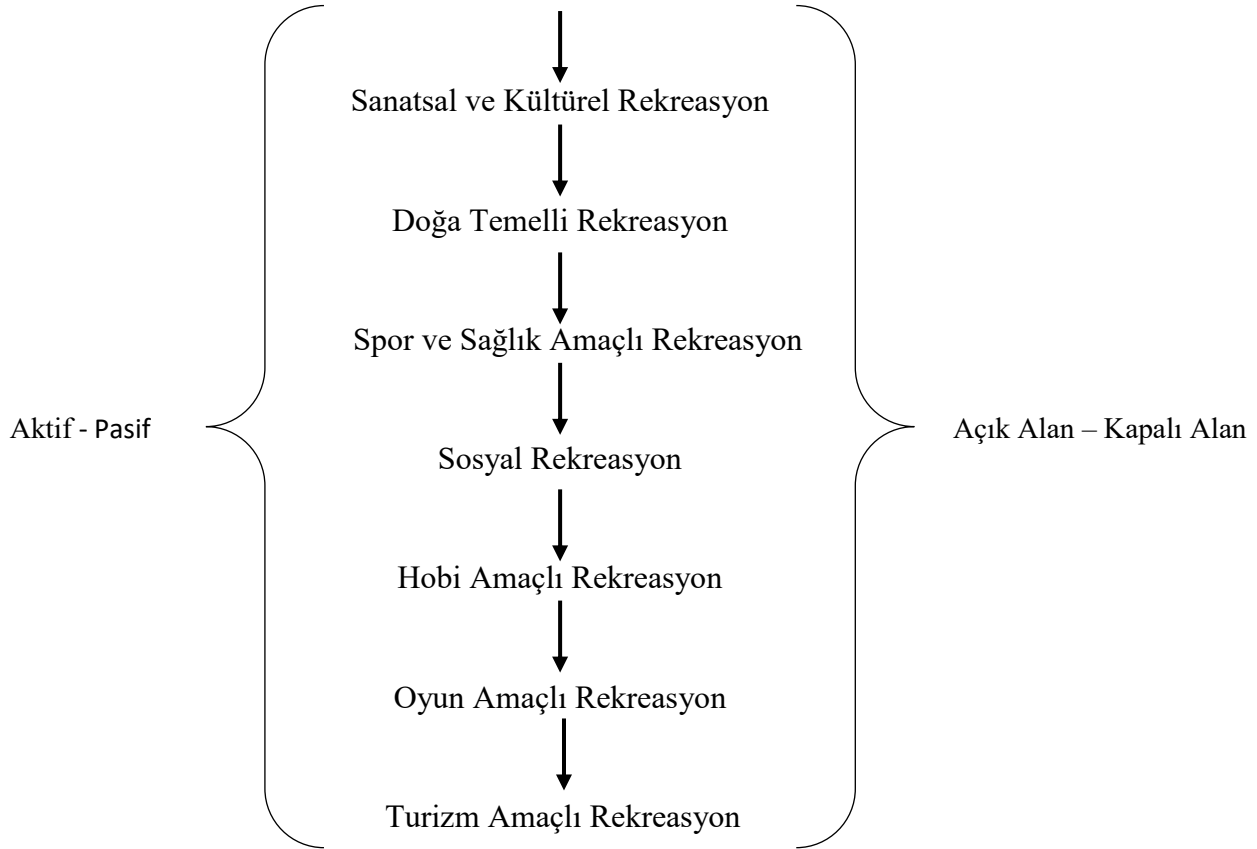 Sanatsal ve Kültürel Rekreasyon
Doğa Temelli Rekreasyon
Spor ve Sağlık Amaçlı Rekreasyon
Aktif - Pasif
Açık Alan – Kapalı Alan
Sosyal Rekreasyon
Hobi Amaçlı Rekreasyon
Oyun Amaçlı Rekreasyon
Turizm Amaçlı Rekreasyon